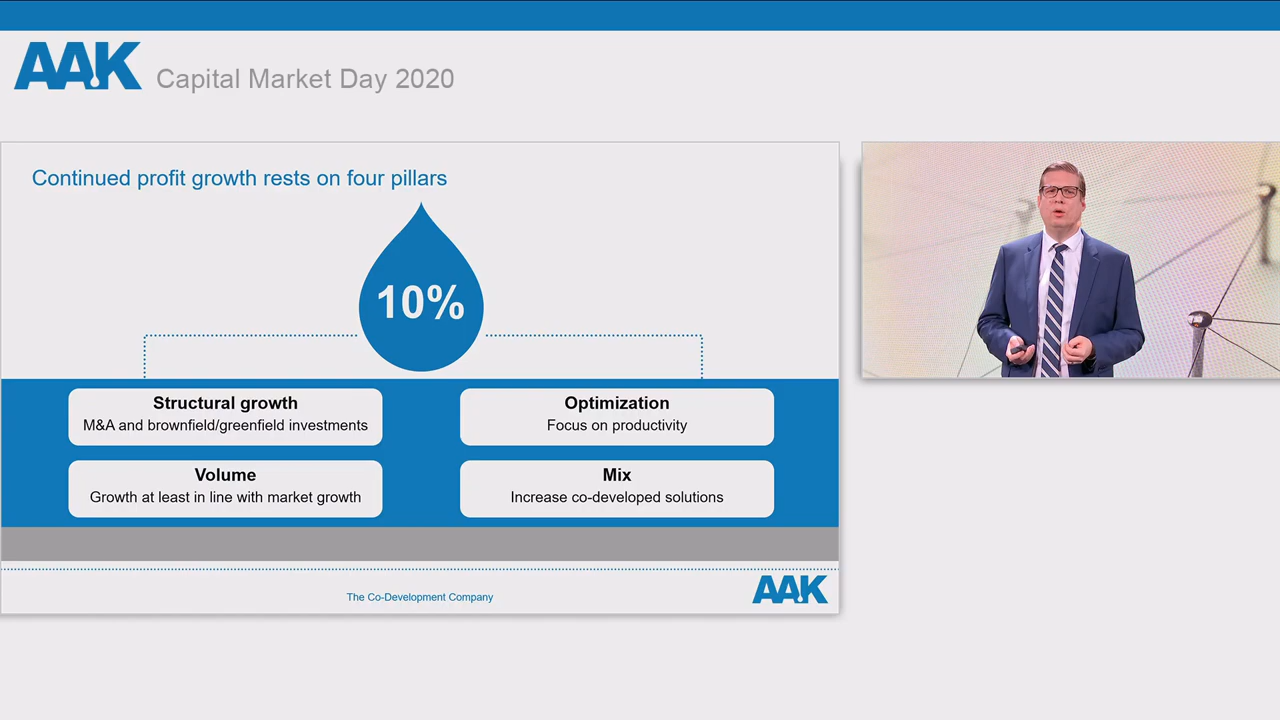 AAK Capital Market Day 2020
Continued profit growth rests on four pillars
10%
Structural growth
M&A and brownfield/greenfield investments
Optimization
Focus on productivity
Volume
Growth at least in line with market growth
Mix
Increase co-developed solutions
The Co-Development Company
AAK